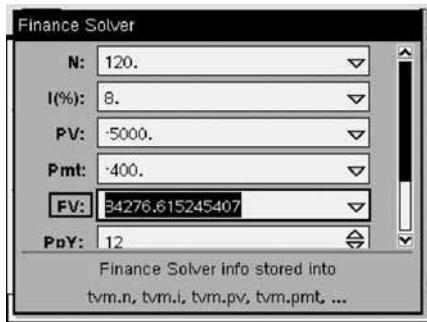 Finance Solver
N: 120.
I(%): 8.
PV: -5000.
Pmt: -400.
FV: 84276.615245407
PpY: 12
Finance Solver info stored into
tvm.n, tvm.i, tvm.pv, tvm.pmt, ...